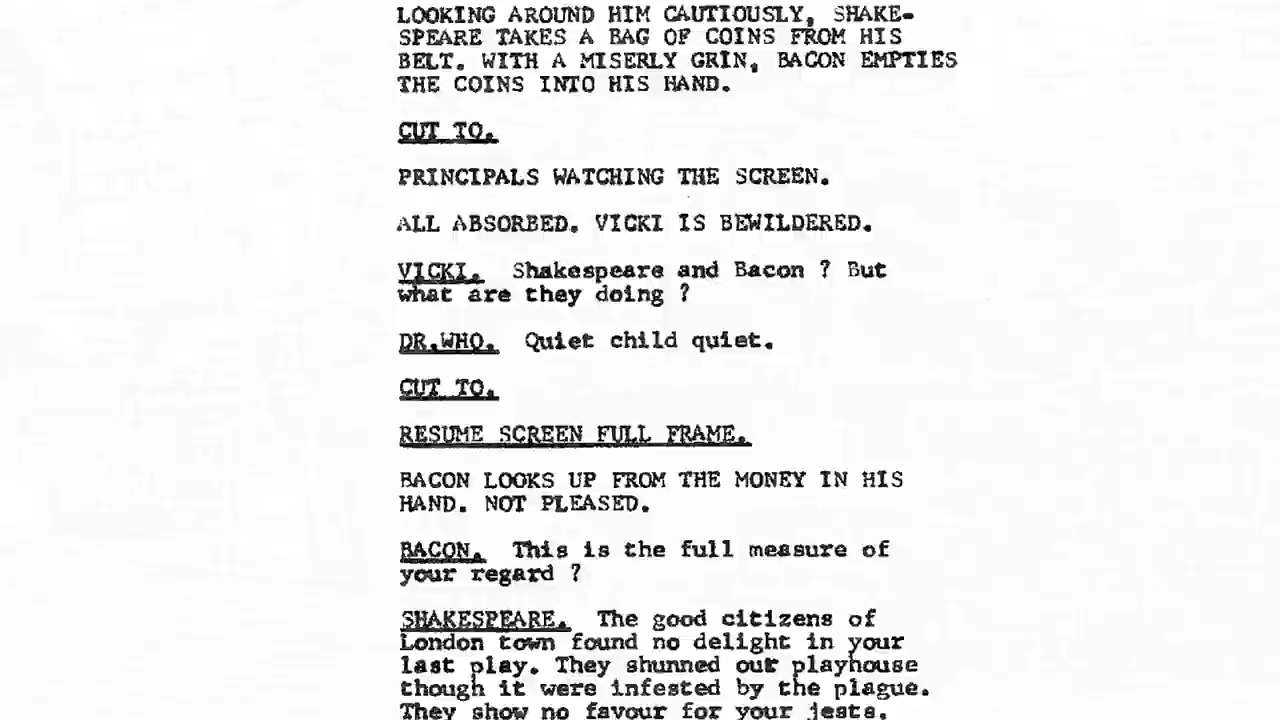 LOOKING AROUND HIM CAUTIOUSLY, SHAKE-
SPEARE TAKES A BAG OF COINS FROM HIS
BELT. WITH A MISERLY GRIN, BACON EMPTIES
THE COINS INTO HIS HAND.
CUT TO.
PRINCIPALS WATCHING THE SCREEN.
ALL ABSORBED. VICKI IS BEWILDERED.
VICKI. Shakespeare and Bacon ? But
what are they doing ?
DR.WHO. Quiet child quiet.
CUT TO.
RESUME SCREEN FULL FRAME.
BACON LOOKS UP FROM THE MONEY IN HIS
HAND. NOT PLEASED.
BACON. This is the full measure of
your regard ?
SHAKESPEARE. The good citizens of
London town found no delight in your
last play. They shunned our playhouse
though it were infested by the plague.
They show no favour for your jests.